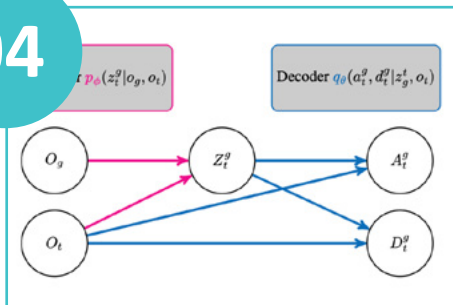 04
r p_ϕ(z_t^g|o_g, o_t)
Decoder q_θ(a_t^g, d_t^g|z_g^t, o_t)
O_g
Z_t^g
A_t^g
O_t
D_t^g